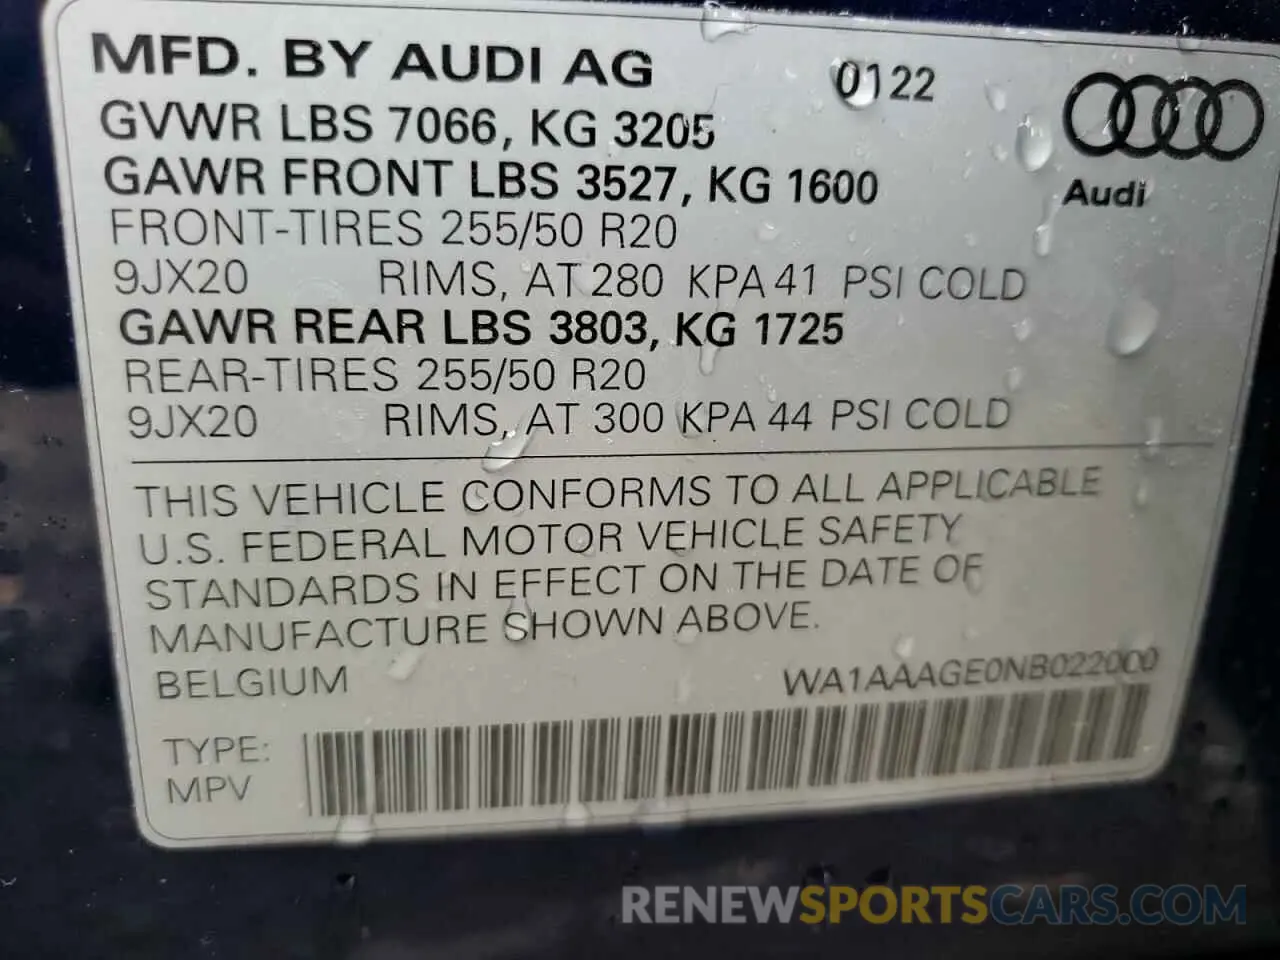 MFD. BY AUDI AG 0122
GVWR LBS 7066, KG 3205
GAWR FRONT LBS 3527, KG 1600
Audi
FRONT-TIRES 255/50 R20
9JX20 RIMS, AT 280 KPA 41 PSI COLD
GAWR REAR LBS 3803, KG 1725
REAR-TIRES 255/50 R20
9JX20 RIMS, AT 300 KPA 44 PSI COLD
THIS VEHICLE CONFORMS TO ALL APPLICABLE
U.S. FEDERAL MOTOR VEHICLE SAFETY
STANDARDS IN EFFECT ON THE DATE OF
MANUFACTURE SHOWN ABOVE.
BELGIUM WA1AAAGE0NB022000
TYPE:
MPV
RENEWSPORTSCARS.COM